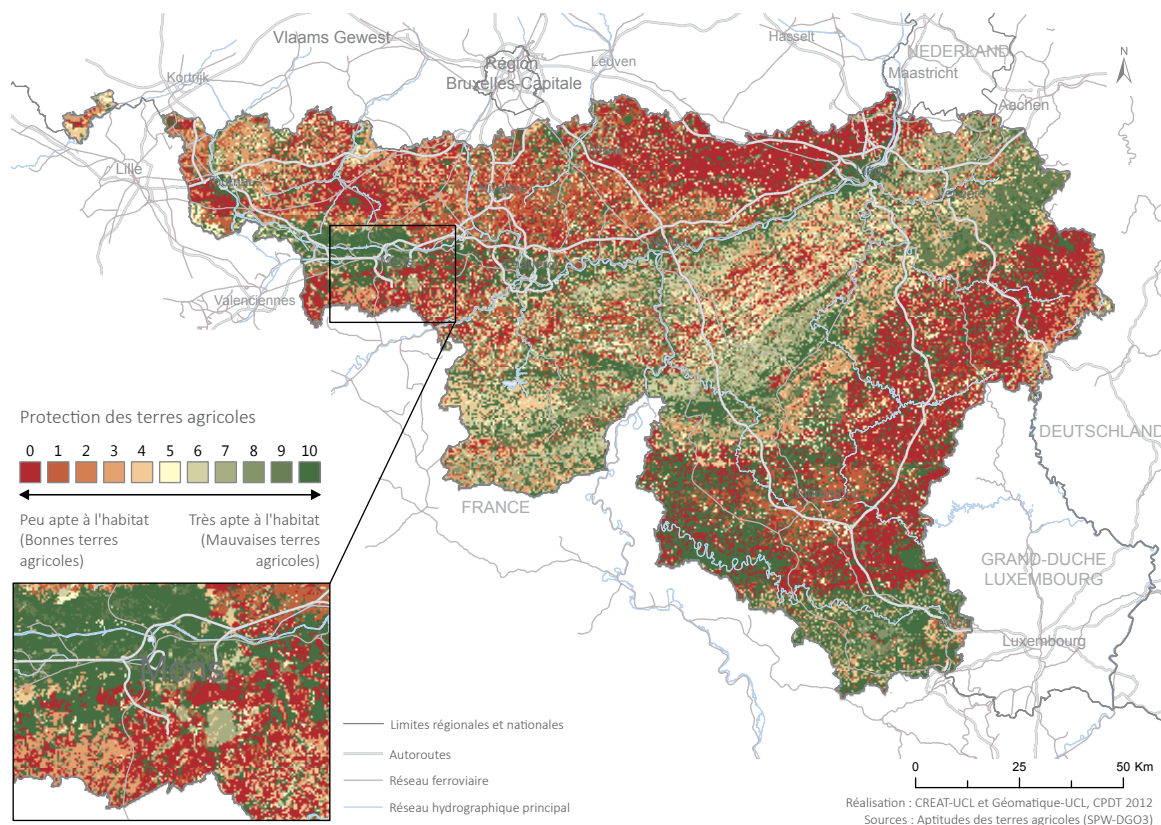 Vlaams Gewest
Hasselt
NEDERLAND
Kortrijk
Région
Bruxelles-Capitale
Leuven
Maastricht
N
Aachen
Lille
Valenciennes
Protection des terres agricoles
0 1 2 3 4 5 6 7 8 9 10
Peu apte à l'habitat
(Bonnes terres
agricoles)
Très apte à l'habitat
(Mauvaises terres
agricoles)
DEUTSCHLAND
FRANCE
GRAND-DUCHE
LUXEMBOURG
Luxembourg
Mons
Limites régionales et nationales
Autoroutes
Réseau ferroviaire
Réseau hydrographique principal
0 25 50 Km
Réalisation : CREAT-UCL et Géomatique-UCL, CPDT 2012
Sources : Aptitudes des terres agricoles (SPW-DGO3)